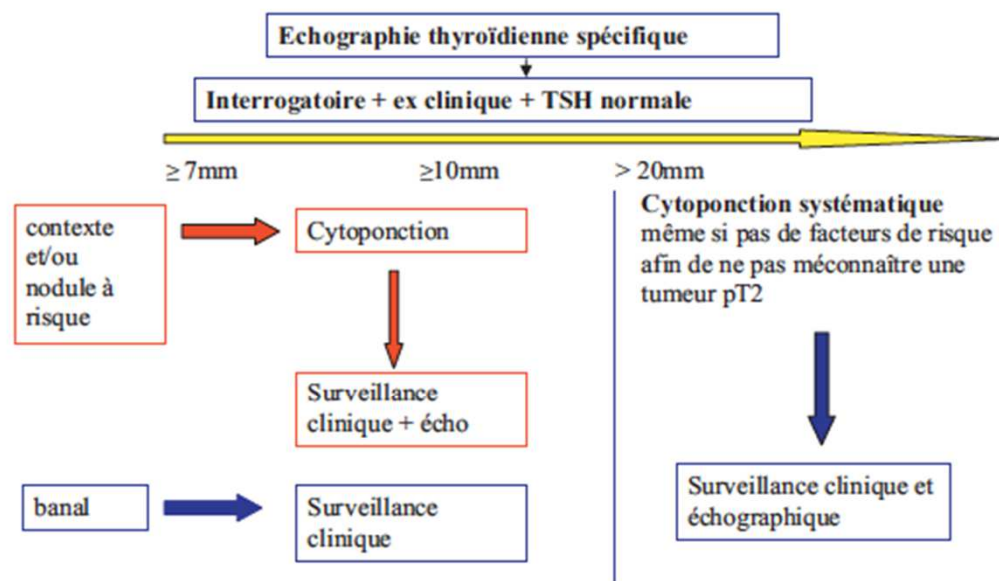 Echographie thyroïdienne spécifique
Interrogatoire + ex clinique + TSH normale
≥ 7mm
≥10mm
> 20mm
contexte
et/ou
nodule à
risque
Cytoponction
Cytoponction systématique
même si pas de facteurs de risque
afin de ne pas méconnaître une
tumeur pT2
Surveillance
clinique + écho
banal
Surveillance
clinique
Surveillance clinique et
échographique